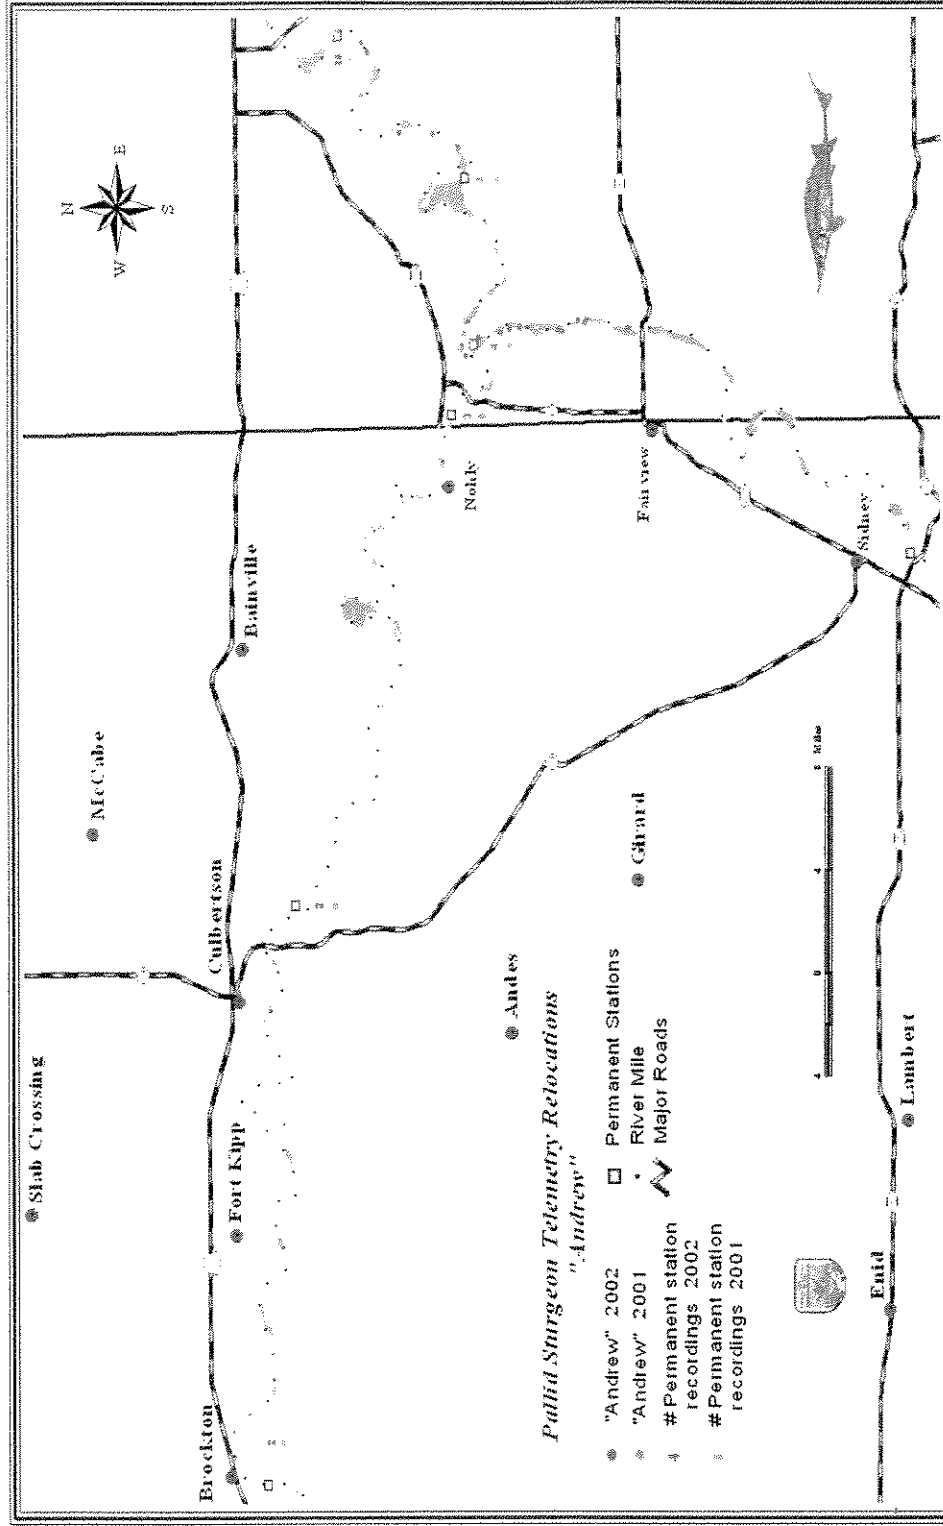 N
W E
S
Slab Crossing
McCabe
Brockton
Fort Kipp
Culbertson
Bainville
Nohly
Andes
Girard
Fairview
Sidney
Enid
Lambert
Pallid Sturgeon Telemetry Relocations
"Andrew"
"Andrew" 2002
"Andrew" 2001
# Permanent station
recordings 2002
# Permanent station
recordings 2001
Permanent Stations
River Mile
Major Roads
4 0 4 8 Miles